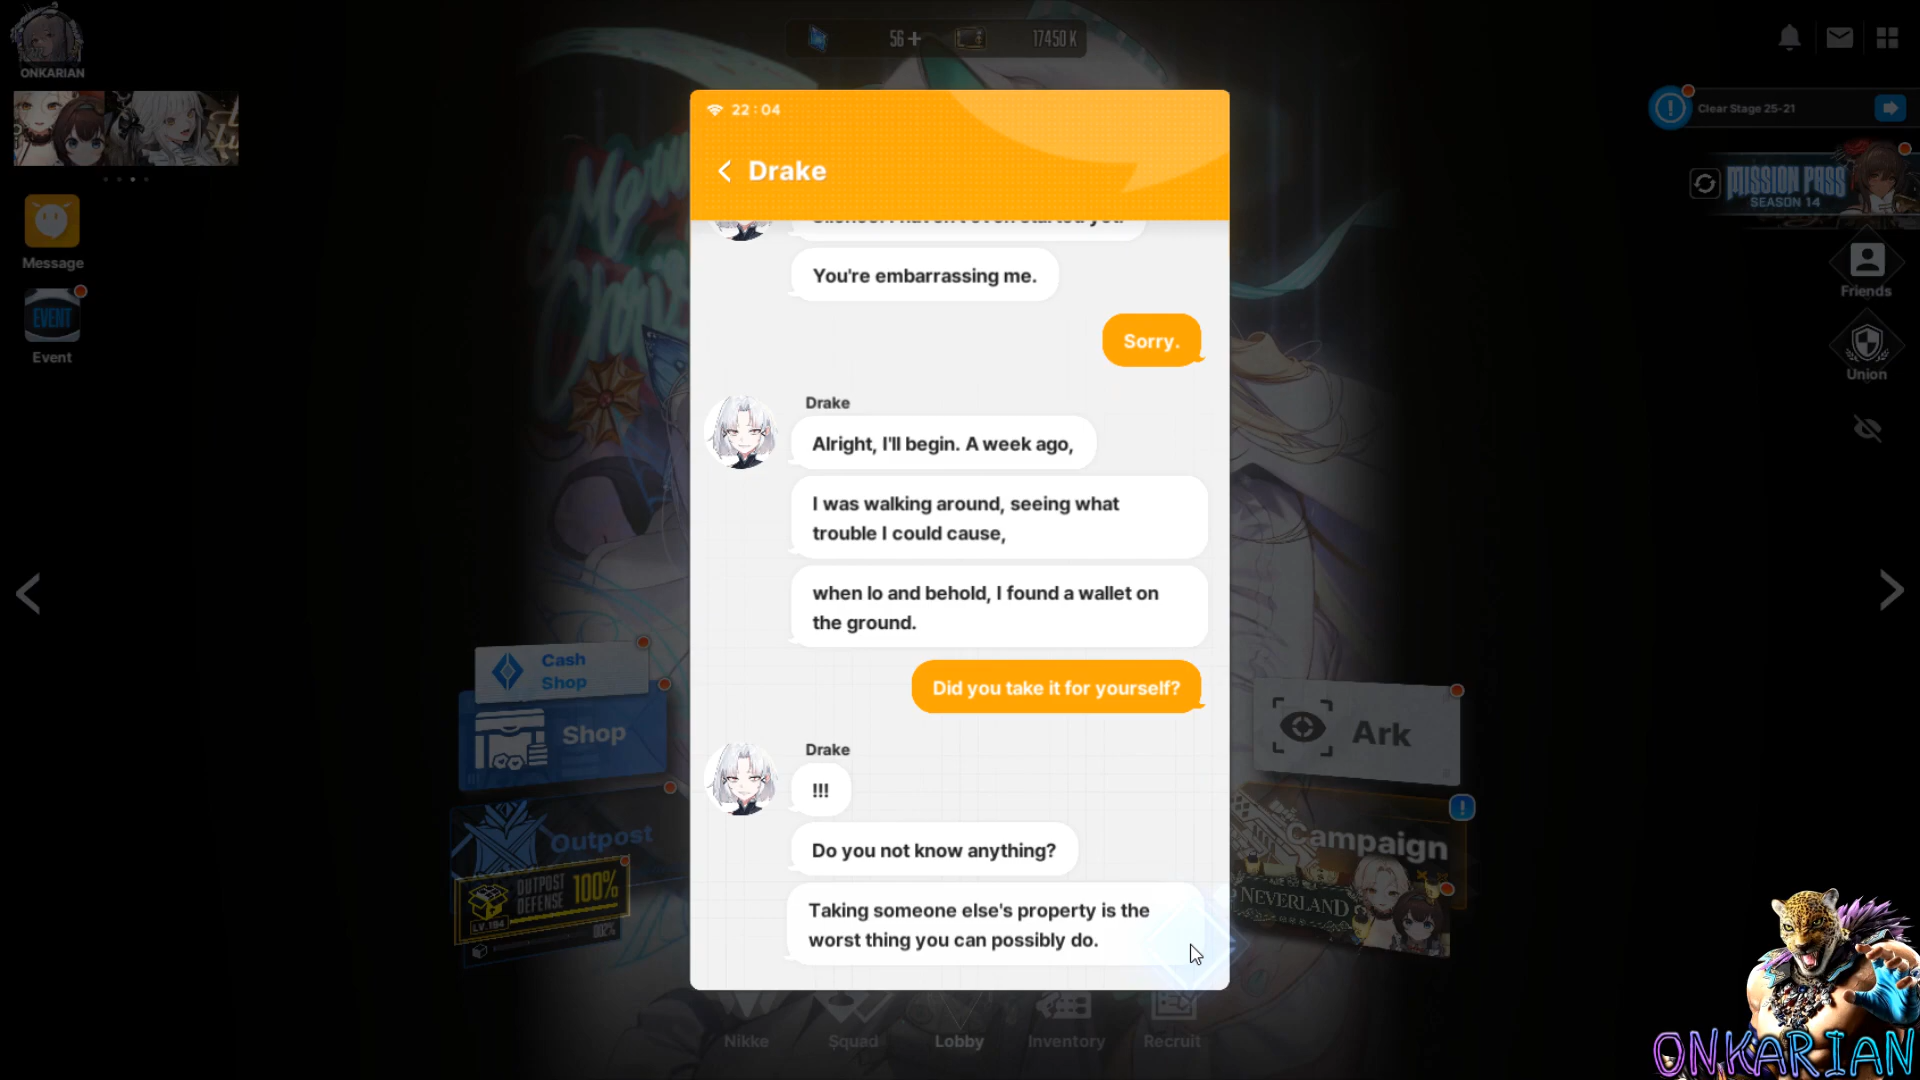 ONKARIAN
56+
17450 K
Clear Stage 25-21
MISSION PASS
SEASON 14
Message
EVENT
Event
Friends
Union
22:04
Drake
You're embarrassing me.
Sorry.
Drake
Alright, I'll begin. A week ago,
I was walking around, seeing what
trouble I could cause,
when lo and behold, I found a wallet on
the ground.
Did you take it for yourself?
Drake
!!!
Do you not know anything?
Taking someone else's property is the
worst thing you can possibly do.
Cash
Shop
Shop
Outpost
OUTPOST
DEFENSE
100%
LV.194
Ark
Campaign
NEVERLAND
Nikke
Squad
Lobby
Inventory
Recruit
ONKARIAN